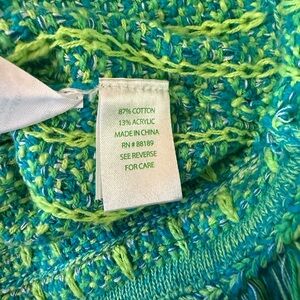 87% COTTON
13% ACRYLIC
MADE IN CHINA
RN # 88189
SEE REVERSE
FOR CARE